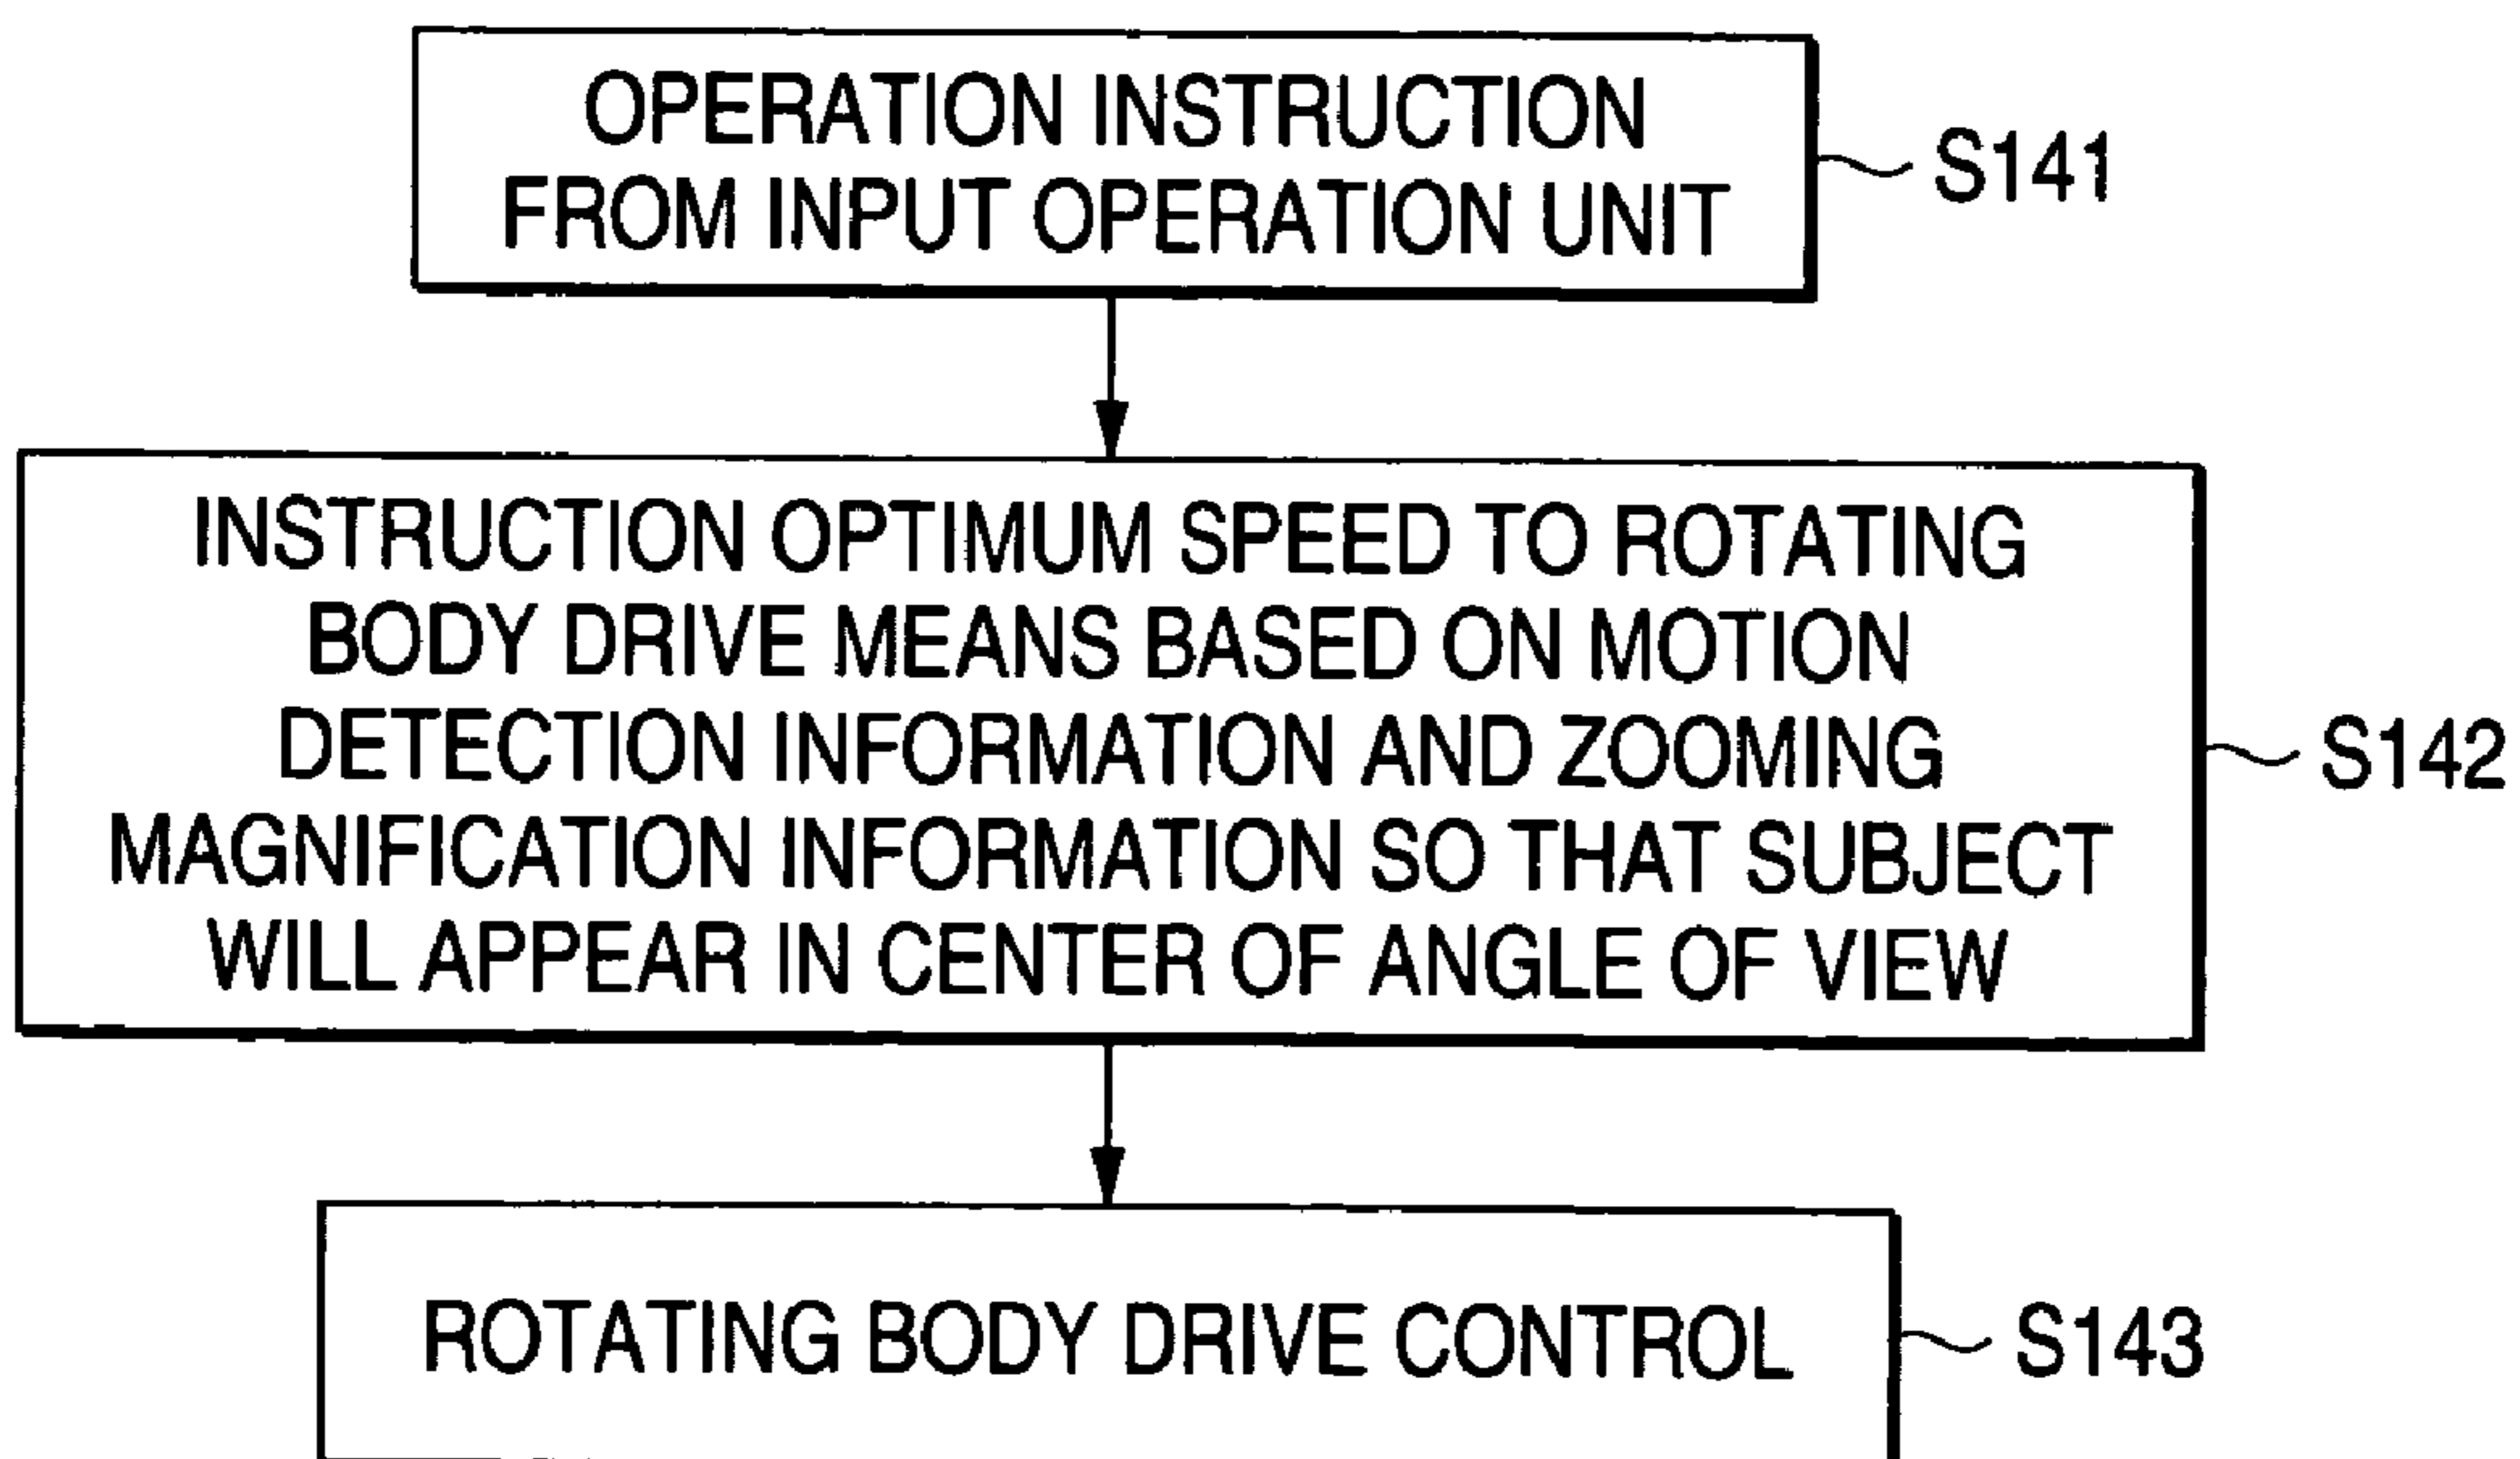 OPERATION INSTRUCTION
FROM INPUT OPERATION UNIT
S141
INSTRUCTION OPTIMUM SPEED TO ROTATING
BODY DRIVE MEANS BASED ON MOTION
DETECTION INFORMATION AND ZOOMING
MAGNIFICATION INFORMATION SO THAT SUBJECT
WILL APPEAR IN CENTER OF ANGLE OF VIEW
S142
ROTATING BODY DRIVE CONTROL
S143